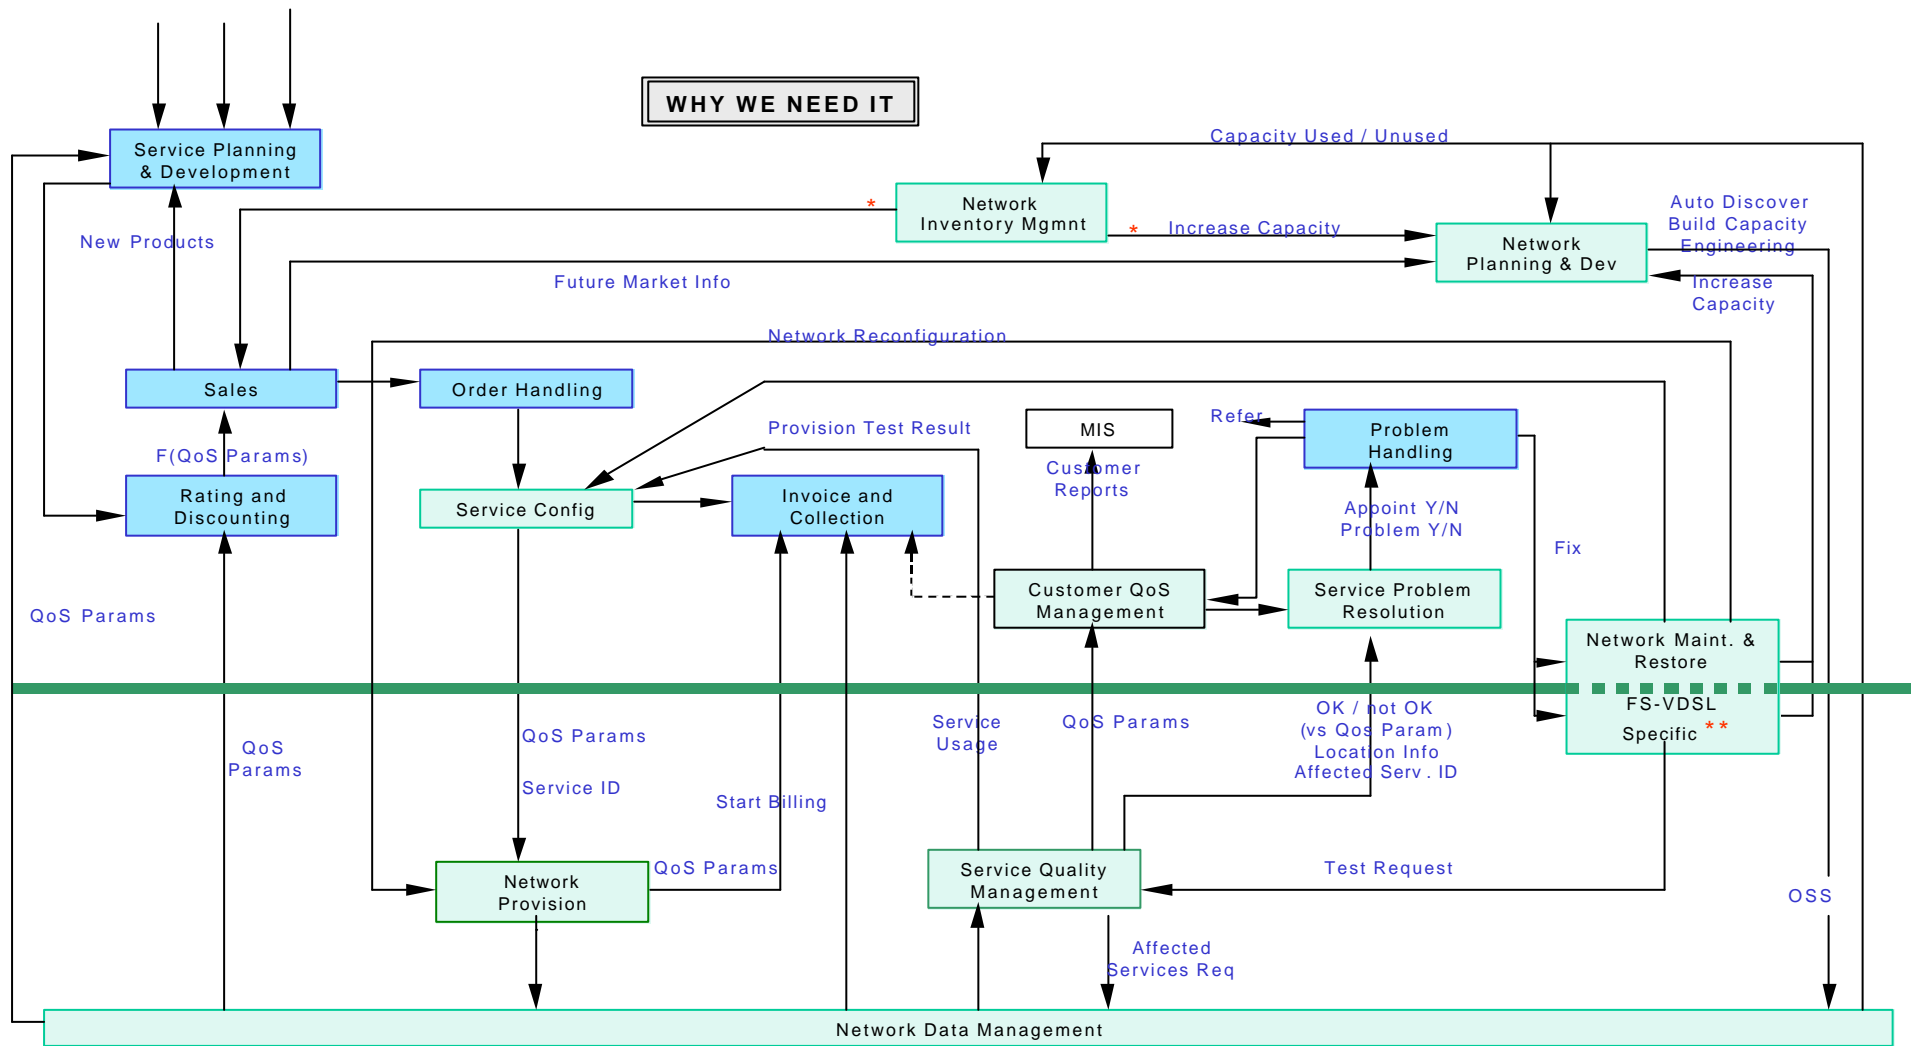 WHY WE NEED IT
Capacity Used / Unused
Service Planning
& Development
Network
Inventory Mgmnt
*
*
Increase Capacity
Auto Discover
Build Capacity
Engineering
New Products
Network
Planning & Dev
Future Market Info
Increase
Capacity
Network Reconfiguration
Sales
Order Handling
Refer
Problem
Handling
MIS
Provision Test Result
F(QoS Params)
Customer
Reports
Rating and
Discounting
Service Config
Invoice and
Collection
Appoint Y/N
Problem Y/N
Fix
Customer QoS
Management
Service Problem
Resolution
QoS Params
Network Maint. &
Restore
FS-VDSL
Specific **
QoS
Params
QoS Params
Service
Usage
QoS Params
OK / not OK
(vs Qos Param)
Location Info
Affected Serv. ID
Service ID
Start Billing
QoS Params
Network
Provision
Service Quality
Management
Test Request
OSS
Affected
Services Req
Network Data Management